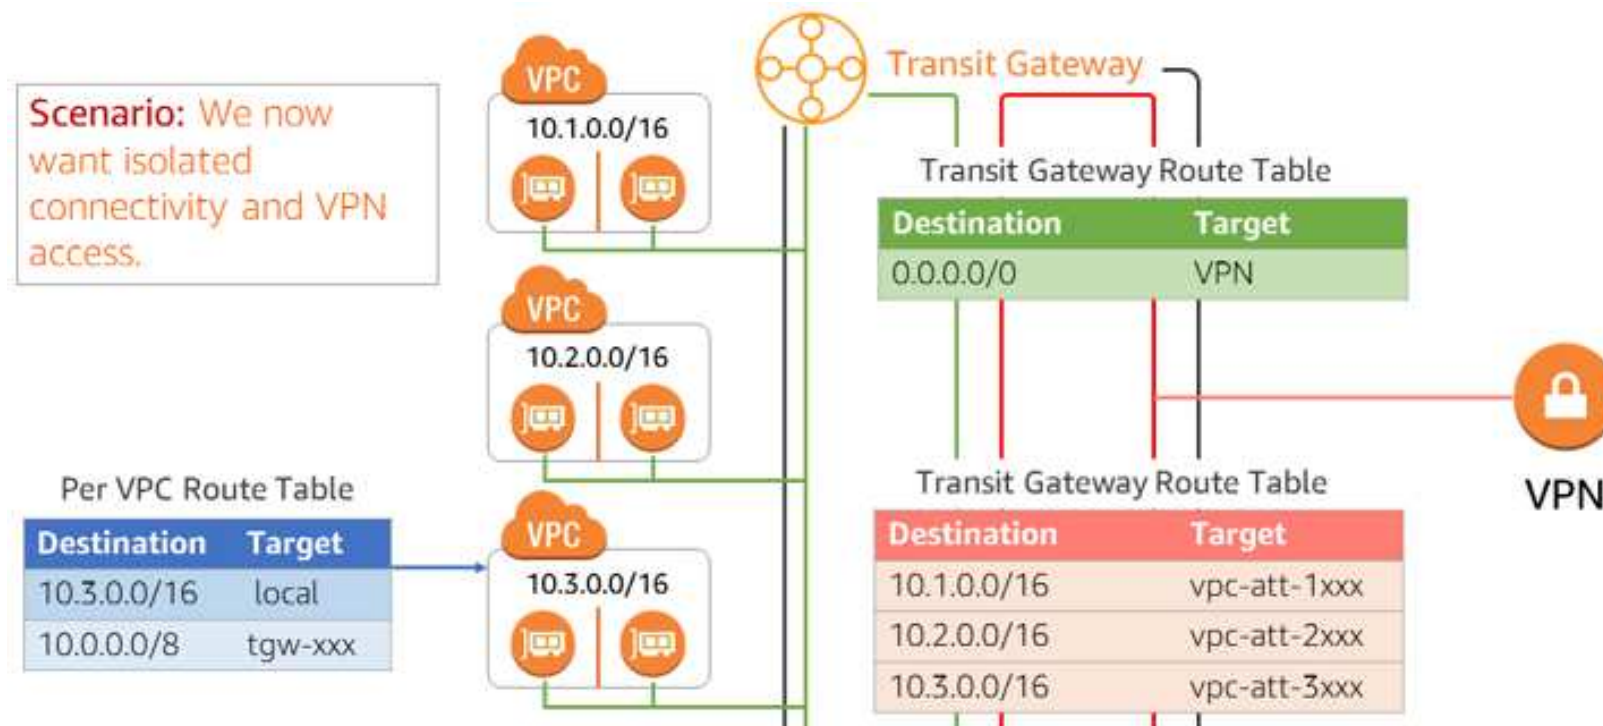 Scenario: We now
want isolated
connectivity and VPN
access.
VPC
10.1.0.0/16
VPC
10.2.0.0/16
VPC
10.3.0.0/16
Per VPC Route Table
Destination Target
10.3.0.0/16 local
10.0.0.0/8 tgw-xxx
Transit Gateway
Transit Gateway Route Table
Destination Target
0.0.0.0/0 VPN
Transit Gateway Route Table
Destination Target
10.1.0.0/16 vpc-att-1xxx
10.2.0.0/16 vpc-att-2xxx
10.3.0.0/16 vpc-att-3xxx
VPN